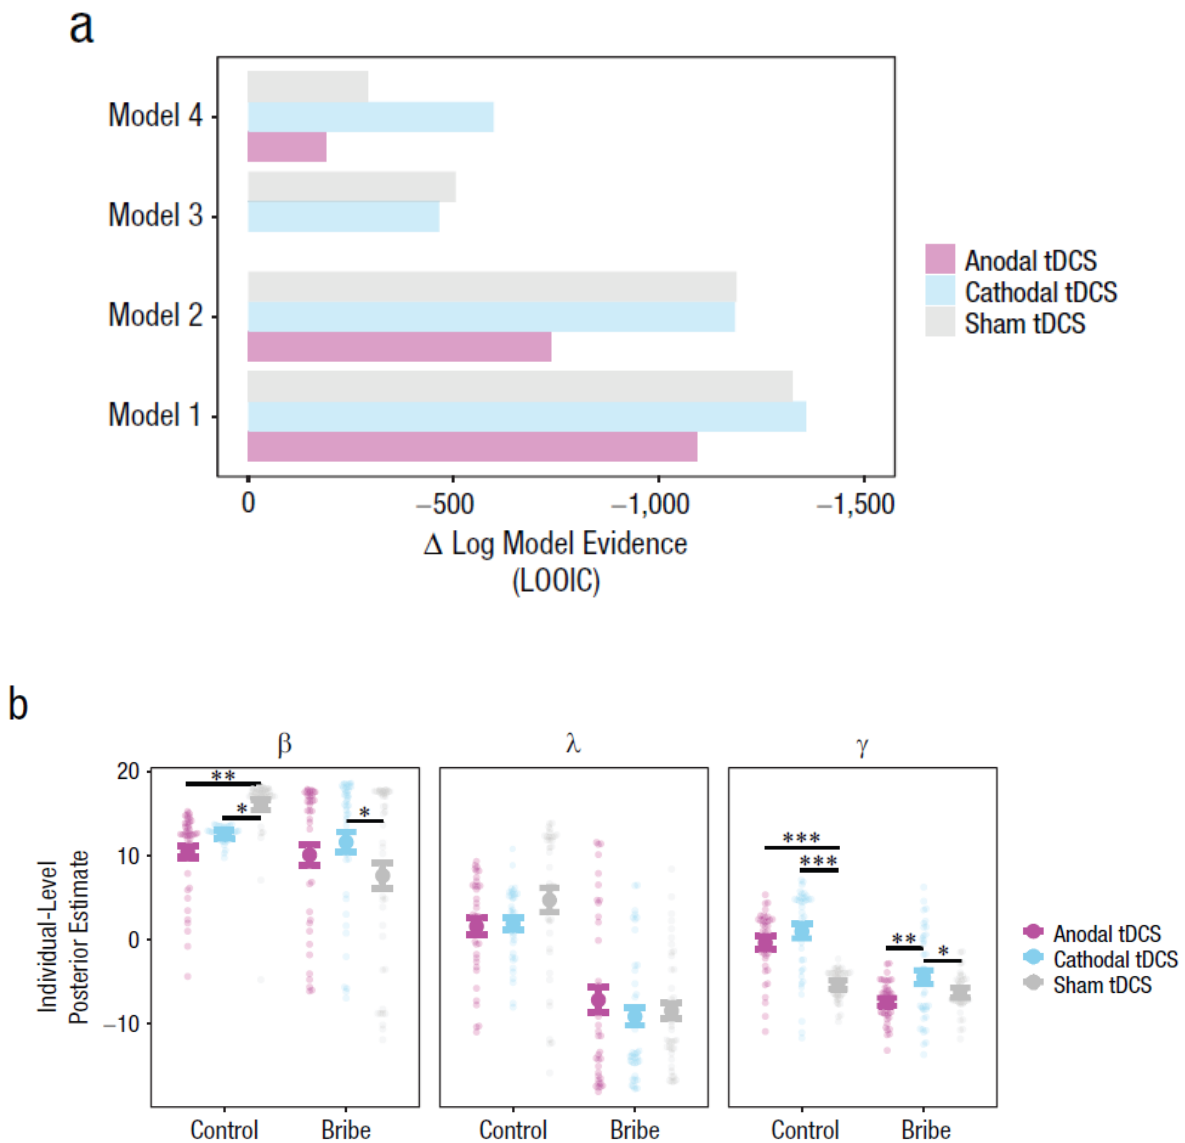 a
Model 4
Model 3
Model 2
Model 1
0
−500
−1,000
−1,500
Δ Log Model Evidence
(LOOIC)
Anodal tDCS
Cathodal tDCS
Sham tDCS
b
β
λ
γ
Individual-Level
Posterior Estimate
20
10
0
−10
**
*
*
***
***
**
*
Control
Bribe
Control
Bribe
Control
Bribe
Anodal tDCS
Cathodal tDCS
Sham tDCS